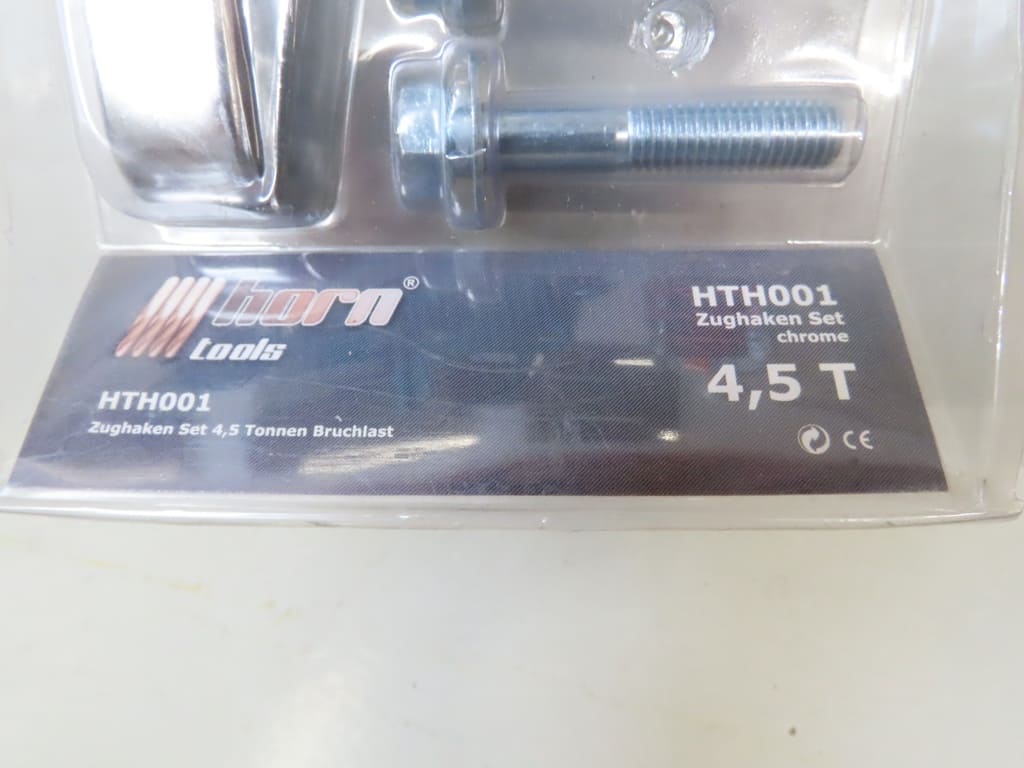 horn®
tools
HTH001
Zughaken Set 4,5 Tonnen Bruchlast
HTH001
Zughaken Set
chrome
4,5 T
CE